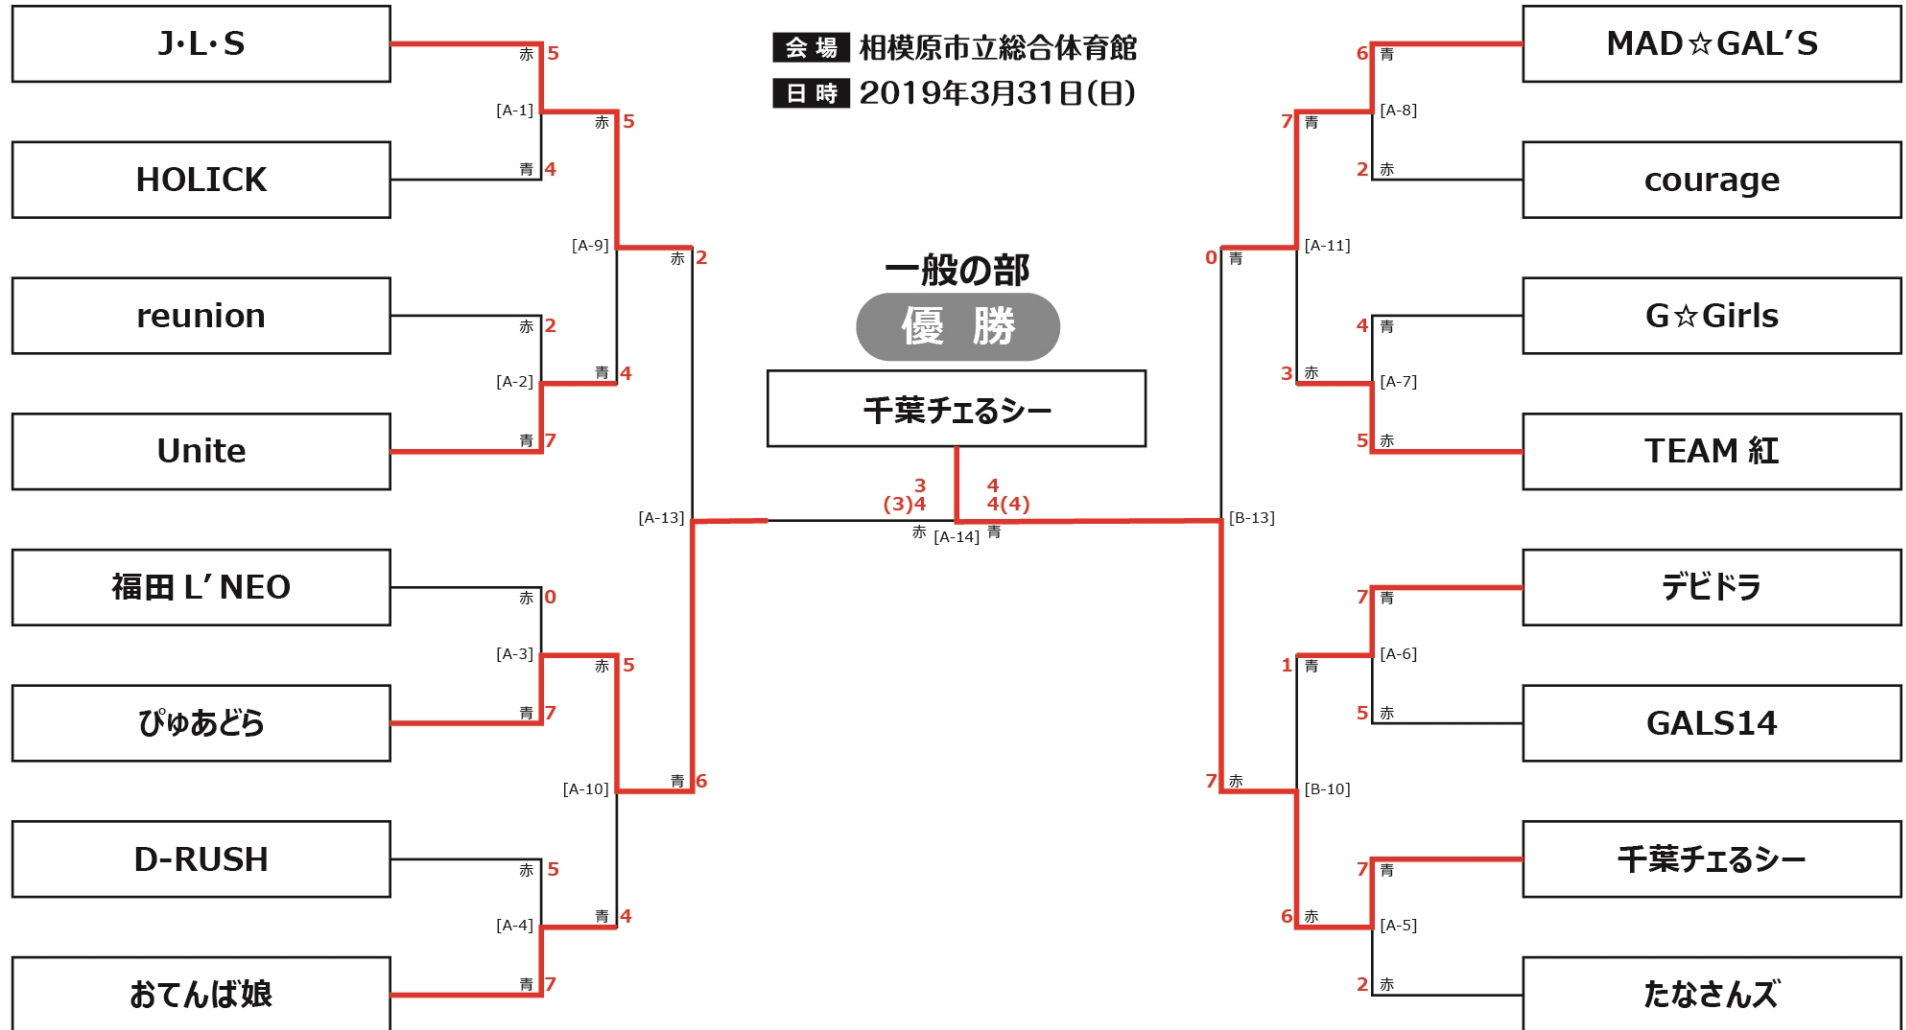 会場 相模原市立総合体育館
日時 2019年3月31日(日)
J・L・S
赤 5
[A-1]
赤 5
HOLICK
青 4
[A-9]
赤 2
reunion
赤 2
[A-2]
青 4
Unite
青 7
[A-13]
福田 L’ NEO
赤 0
[A-3]
赤 5
ぴゅあどら
青 7
[A-10]
青 6
D-RUSH
赤 5
[A-4]
青 4
おてんば娘
青 7
一般の部
優勝
千葉チェるシー
3 4
(3)4 4(4)
赤 [A-14] 青
MAD☆GAL’S
6 青
[A-8]
7 青
courage
2 赤
[A-11]
0 青
G☆Girls
4 青
[A-7]
3 赤
TEAM 紅
5 赤
[B-13]
デビドラ
7 青
[A-6]
1 青
GALS14
5 赤
[B-10]
7 赤
千葉チェるシー
7 青
[A-5]
6 赤
たなさんズ
2 赤